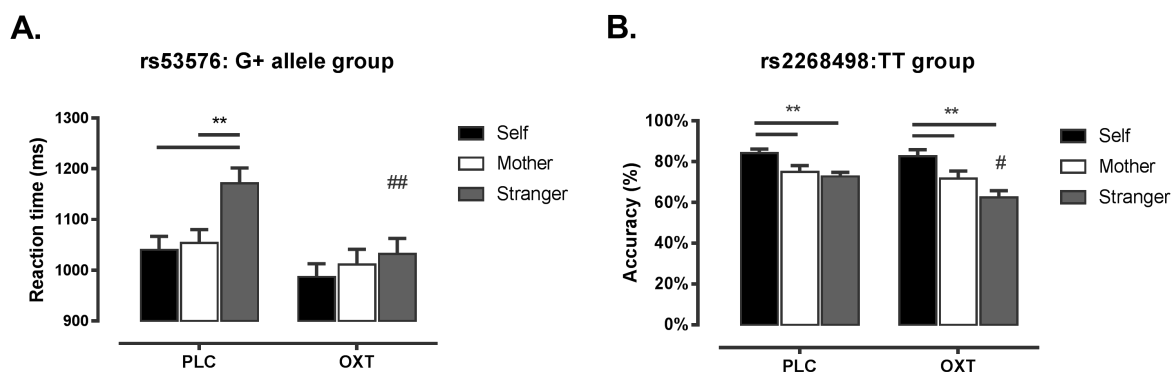 A.
rs53576: G+ allele group
Reaction time (ms)
1300
1200
1100
1000
900
**
##
Self
Mother
Stranger
PLC
OXT
B.
rs2268498:TT group
Accuracy (%)
100%
80%
60%
40%
20%
0%
**
**
#
Self
Mother
Stranger
PLC
OXT